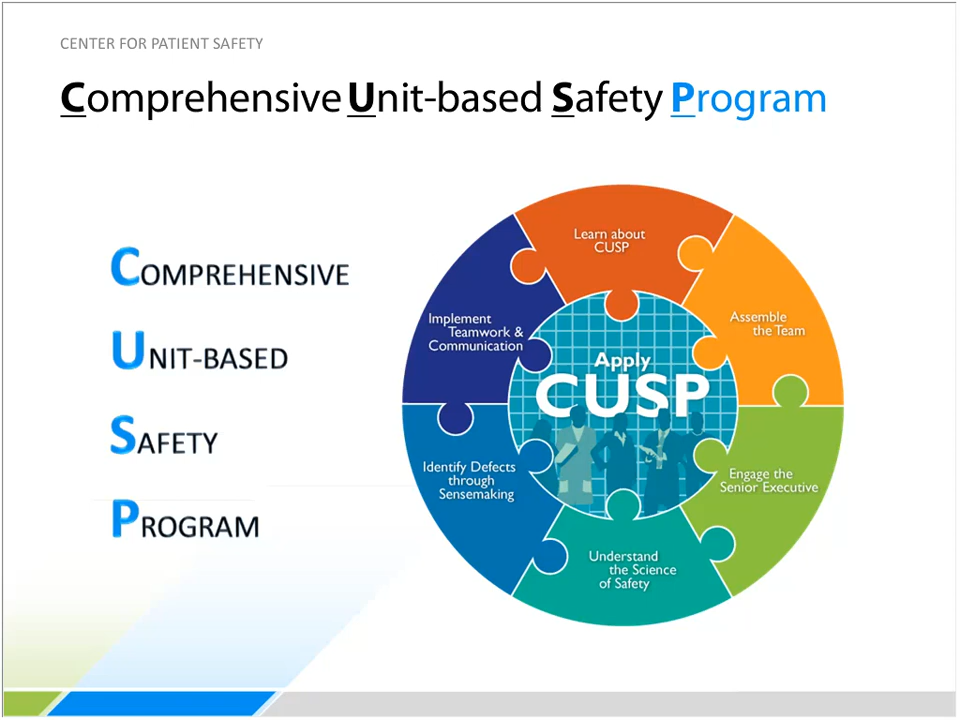 CENTER FOR PATIENT SAFETY
Comprehensive Unit-based Safety Program
COMPREHENSIVE
UNIT-BASED
SAFETY
PROGRAM
Learn about
CUSP
Assemble
the Team
Engage the
Senior Executive
Understand
the Science
of Safety
Identify Defects
through
Sensemaking
Implement
Teamwork &
Communication
Apply
CUSP